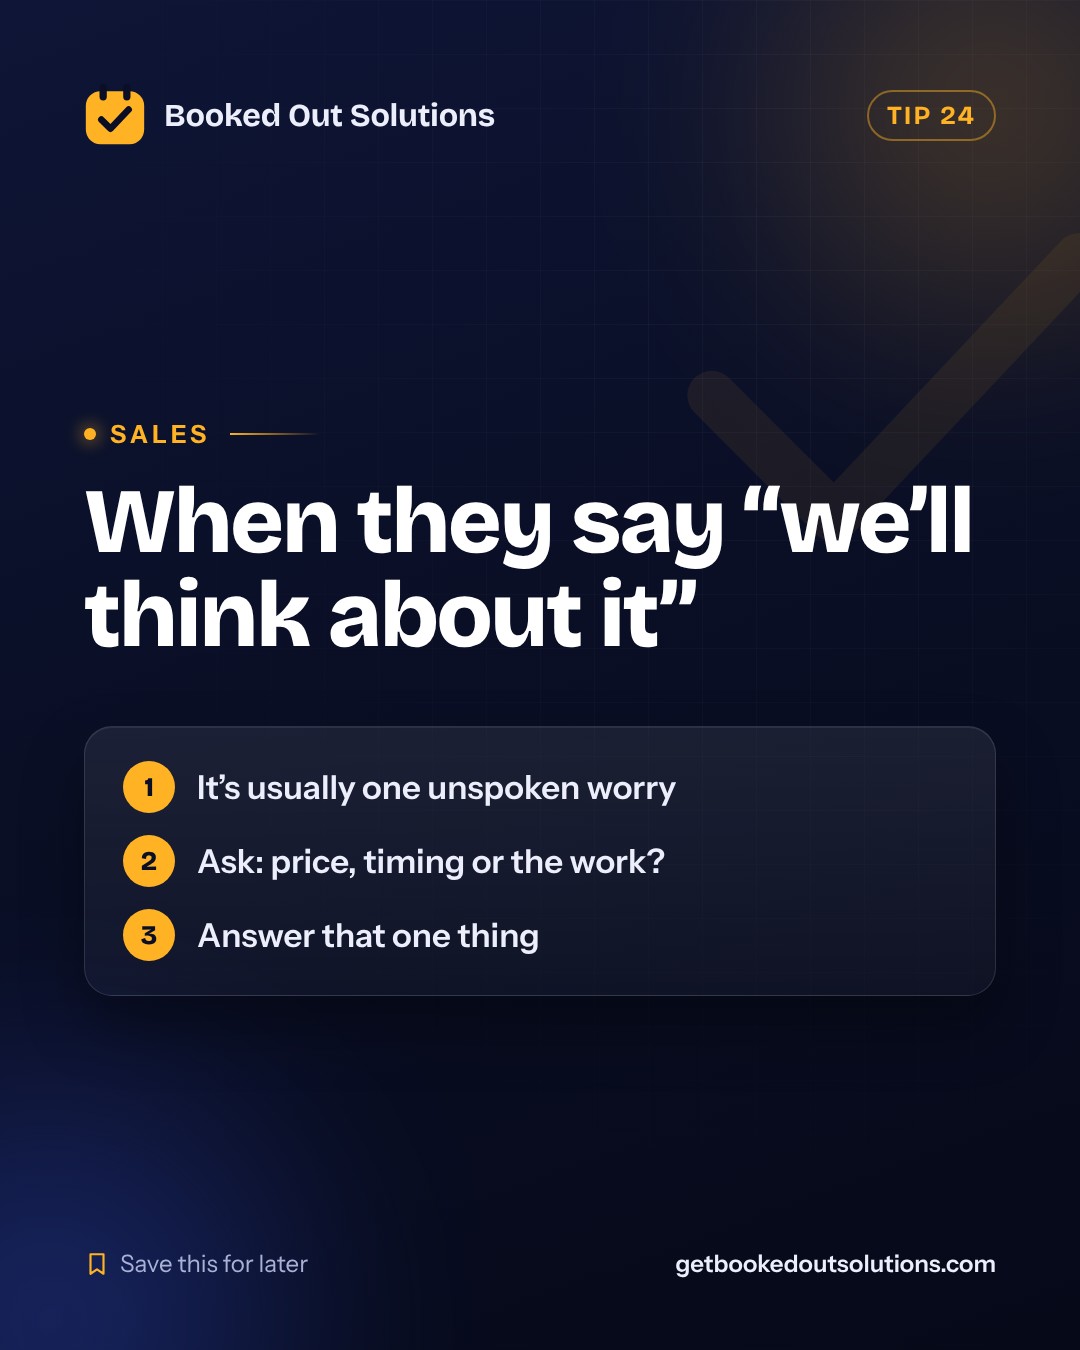 Booked Out Solutions
TIP 24
SALES
When they say “we’ll
think about it”
1 It’s usually one unspoken worry
2 Ask: price, timing or the work?
3 Answer that one thing
Save this for later
getbookedoutsolutions.com